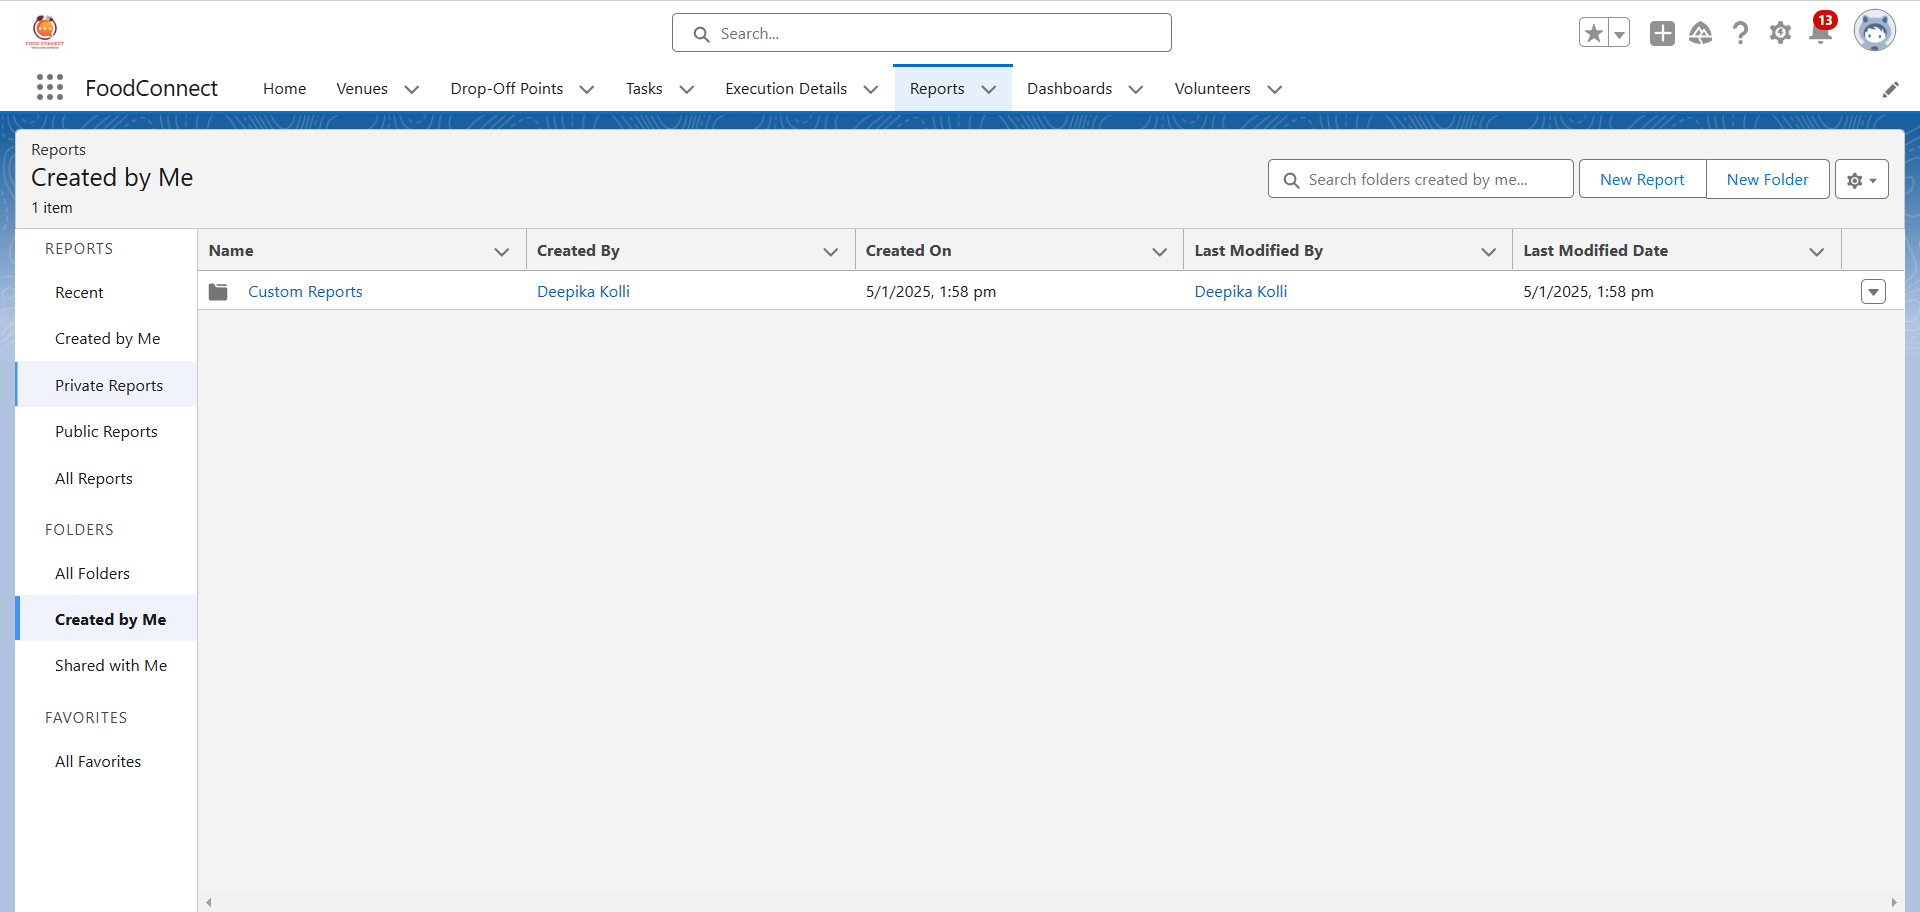 FOOD CONNECT
Search...
13
FoodConnect
Home
Venues
Drop-Off Points
Tasks
Execution Details
Reports
Dashboards
Volunteers
Reports
Created by Me
1 item
Search folders created by me...
New Report
New Folder
REPORTS
Recent
Created by Me
Private Reports
Public Reports
All Reports
FOLDERS
All Folders
Created by Me
Shared with Me
FAVORITES
All Favorites
Name
Created By
Created On
Last Modified By
Last Modified Date
Custom Reports
Deepika Kolli
5/1/2025, 1:58 pm
Deepika Kolli
5/1/2025, 1:58 pm